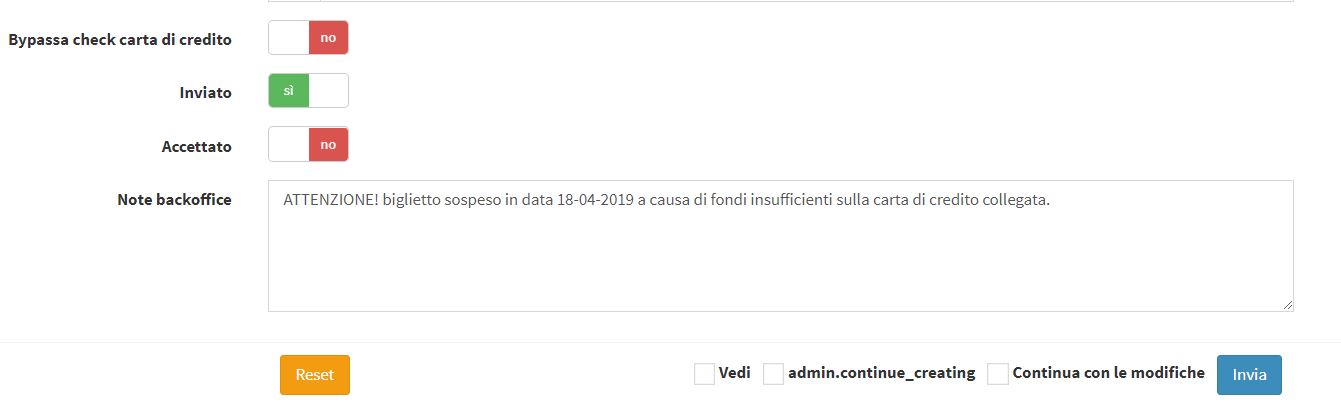 Bypassa check carta di credito no
Inviato sì
Accettato no
Note backoffice ATTENZIONE! biglietto sospeso in data 18-04-2019 a causa di fondi insufficienti sulla carta di credito collegata.
Reset Vedi admin.continue_creating Continua con le modifiche Invia